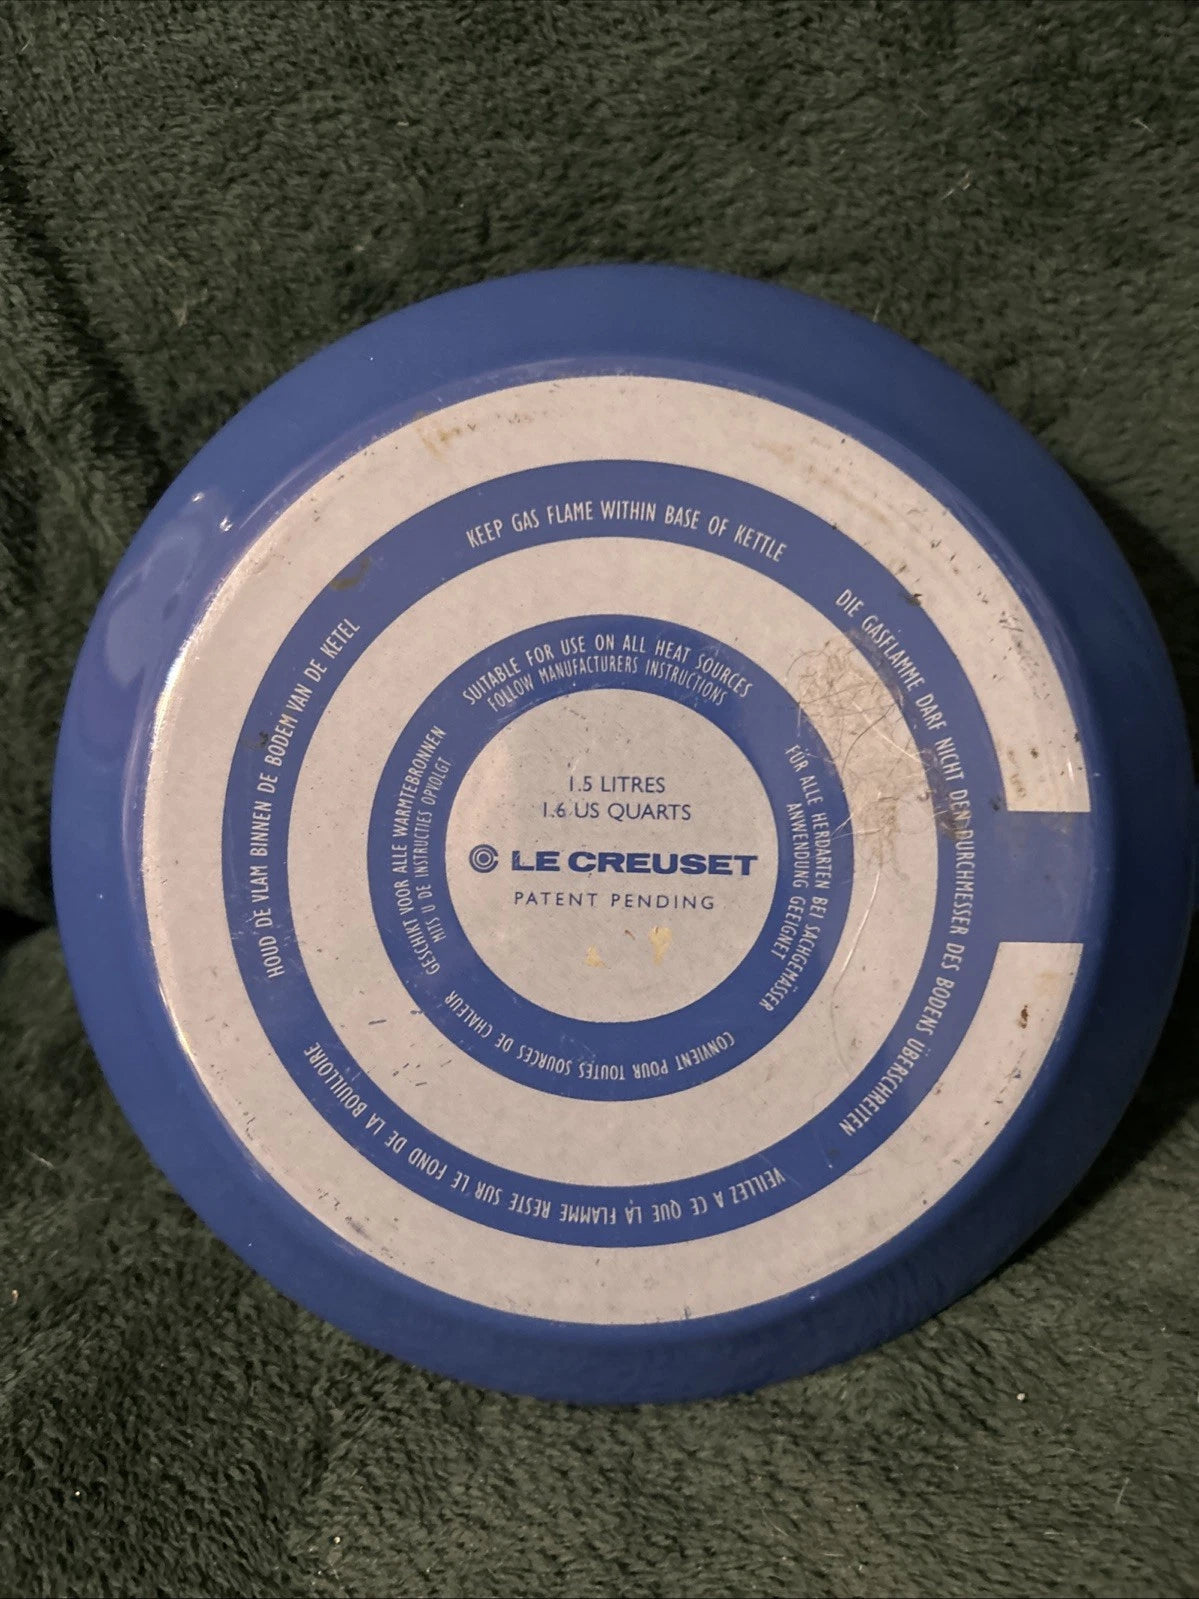 KEEP GAS FLAME WITHIN BASE OF KETTLE
DIE GASFLAMME DARF NICHT DEN DURCHMESSER DES BODENS ÜBERSCHREITEN
VEILLEZ A CE QUE LA FLAMME RESTE SUR LE FOND DE LA BOUILLOIRE
HOUD DE VLAM BINNEN DE BODEM VAN DE KETEL
SUITABLE FOR USE ON ALL HEAT SOURCES
FOLLOW MANUFACTURERS INSTRUCTIONS
FÜR ALLE HERDARTEN BEI SACHGEMÄSSER
ANWENDUNG GEEIGNET
CONVIENT POUR TOUTES SOURCES DE CHALEUR
GESCHIKT VOOR ALLE WARMTEBRONNEN
MITS U DE INSTRUCTIES OPVOLGT
1.5 LITRES
1.6 US QUARTS
LE CREUSET
PATENT PENDING